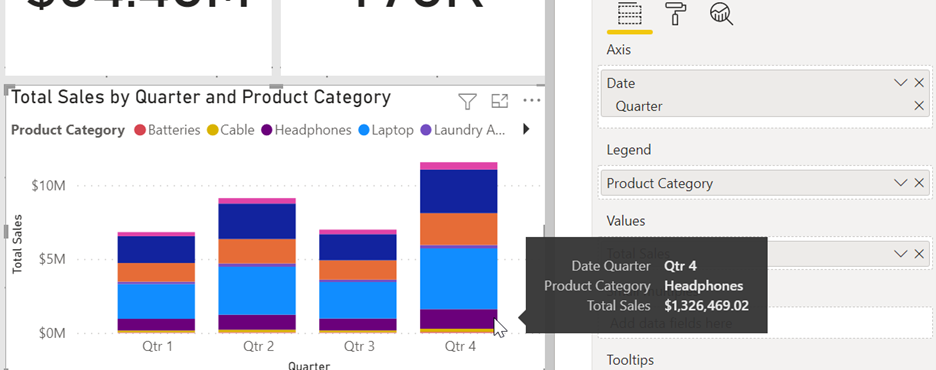 Total Sales by Quarter and Product Category
Product Category Batteries Cable Headphones Laptop Laundry A...
Total Sales
$10M
$5M
$0M
Qtr 1 Qtr 2 Qtr 3 Qtr 4
Quarter
Date Quarter Qtr 4
Product Category Headphones
Total Sales $1,326,469.02
Axis
Date
Quarter
Legend
Product Category
Values
Total Sales
Add data fields here
Tooltips